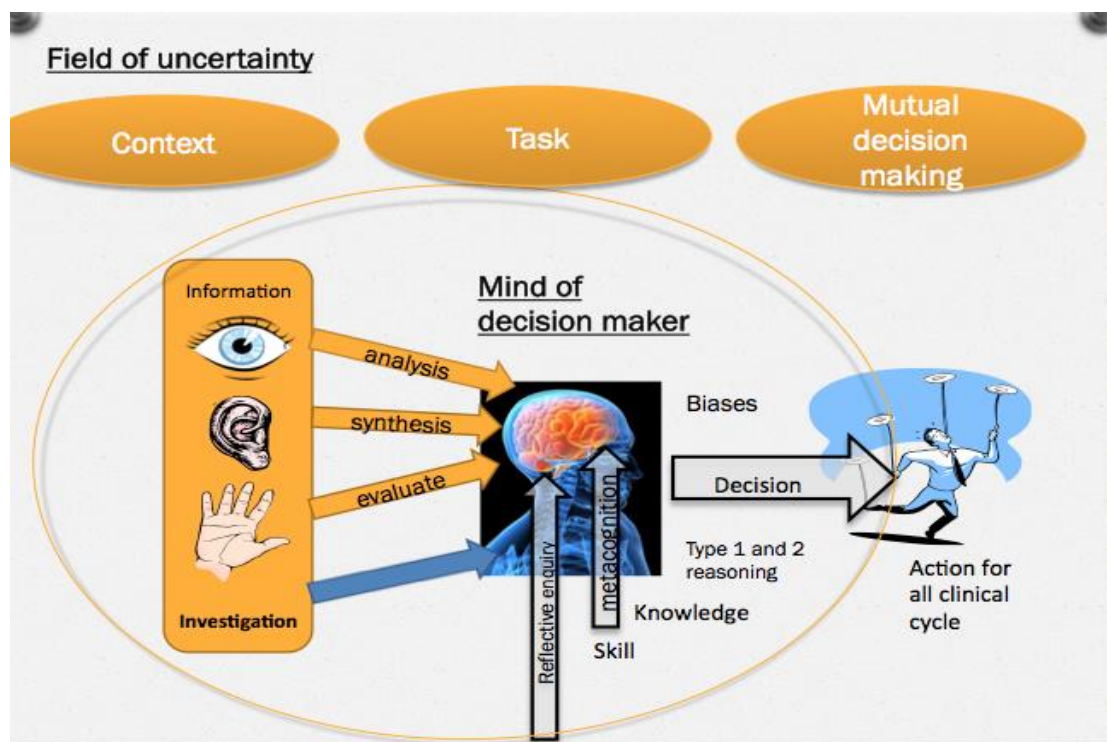 Field of uncertainty
Context
Task
Mutual
decision
making
Information
Mind of
decision maker
analysis
synthesis
evaluate
Biases
Decision
metacognition
Reflective enquiry
Type 1 and 2
reasoning
Knowledge
Skill
Investigation
Action for
all clinical
cycle